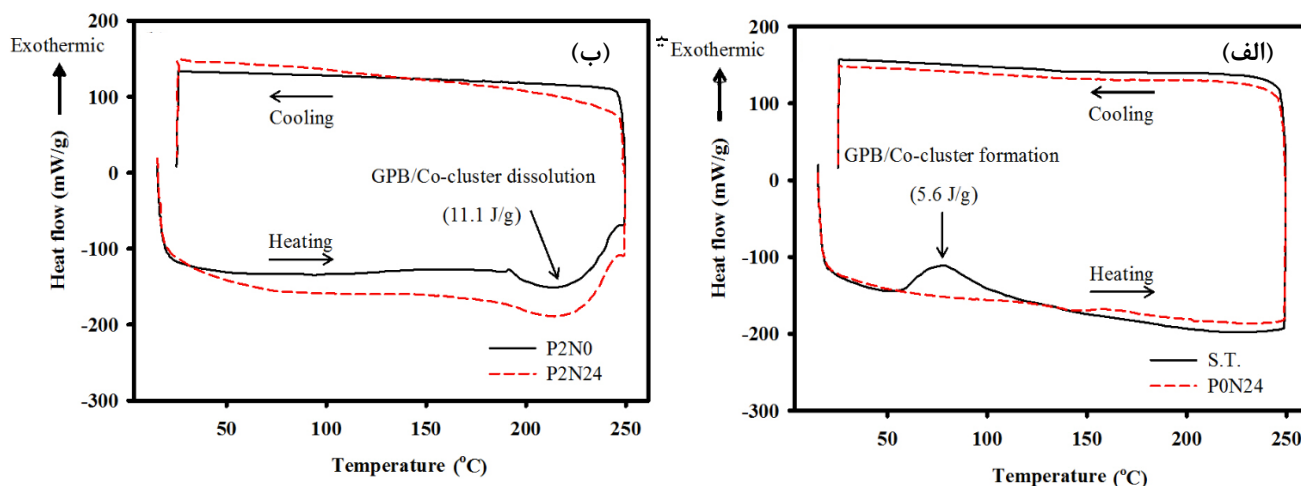 (ب)
Exothermic
Heat flow (mW/g)
200
100
0
-100
-200
-300
Cooling
GPB/Co-cluster dissolution
(11.1 J/g)
Heating
P2N0
P2N24
50
100
150
200
250
Temperature (°C)
(الف)
Exothermic
Heat flow (mW/g)
200
100
0
-100
-200
-300
Cooling
GPB/Co-cluster formation
(5.6 J/g)
Heating
S.T.
P0N24
50
100
150
200
250
Temperature (°C)